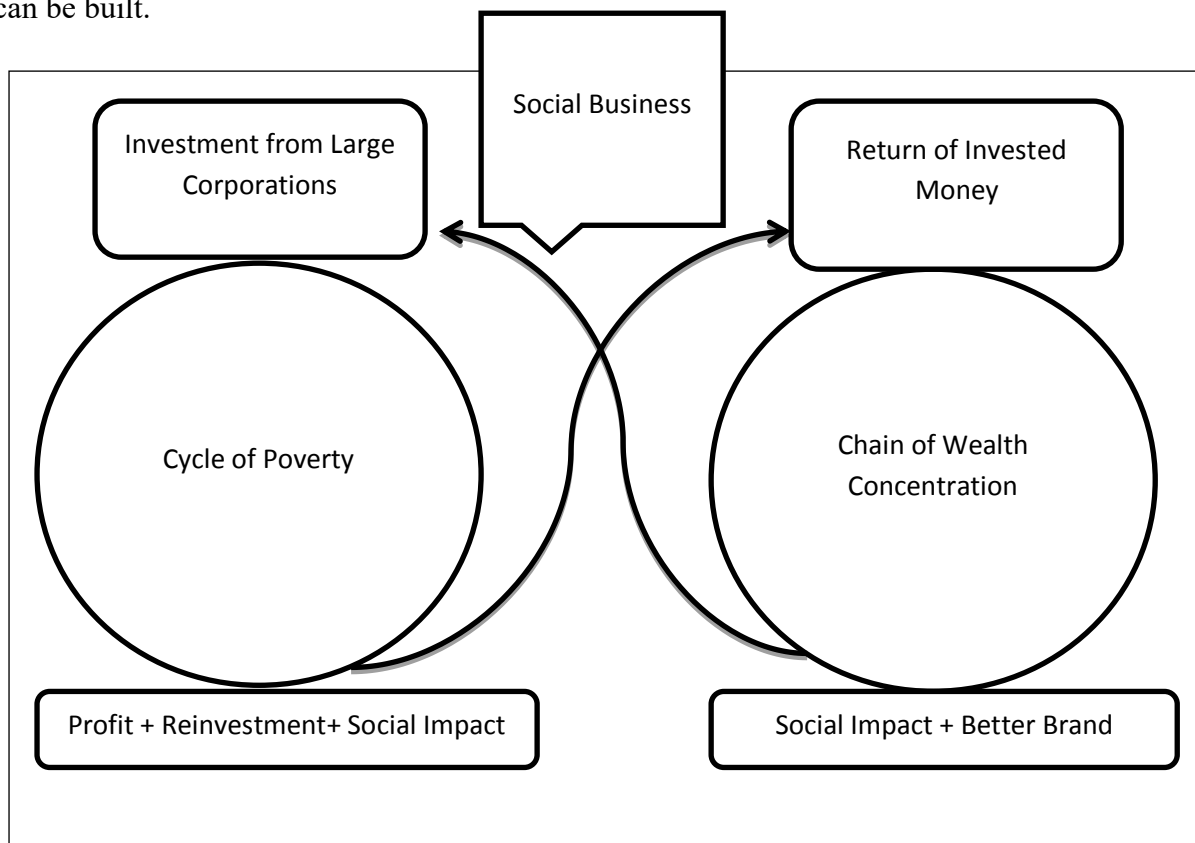 can be built.
Social Business
Investment from Large
Corporations
Return of Invested
Money
Cycle of Poverty
Chain of Wealth
Concentration
Profit + Reinvestment+ Social Impact
Social Impact + Better Brand